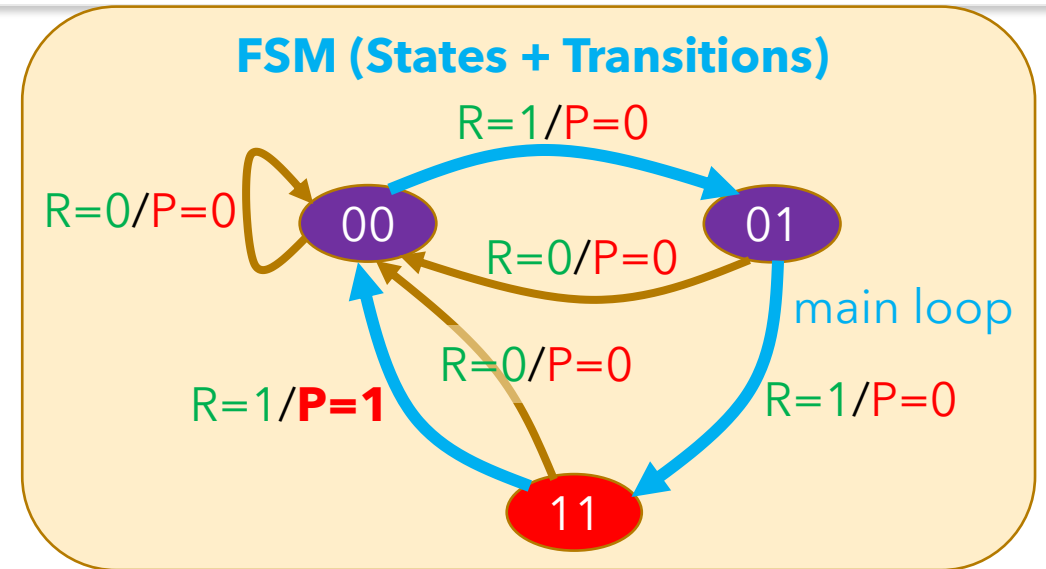 FSM (States + Transitions)
R=1/P=0
R=0/P=0
00
01
R=0/P=0
main loop
R=0/P=0
R=1/P=1
R=1/P=0
11